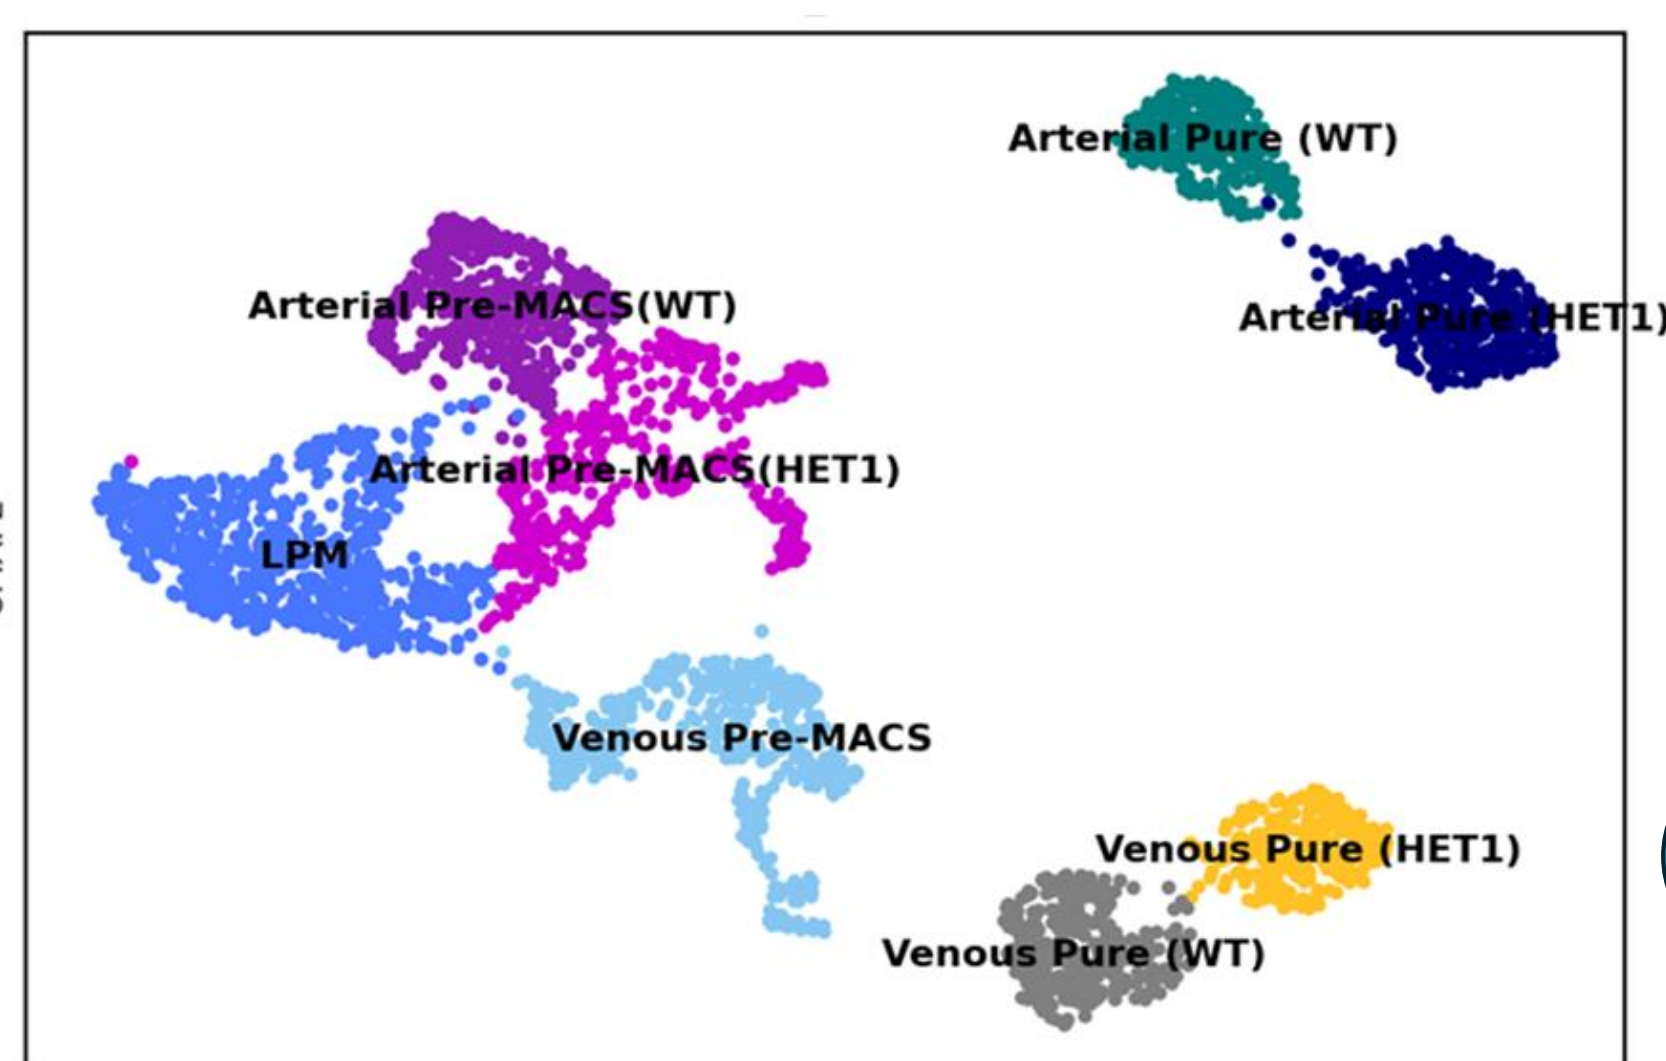 Arterial Pure (WT)
Arterial Pre-MACS(WT)
Arterial Pure (HET1)
Arterial Pre-MACS(HET1)
LPM
Venous Pre-MACS
Venous Pure (HET1)
Venous Pure (WT)